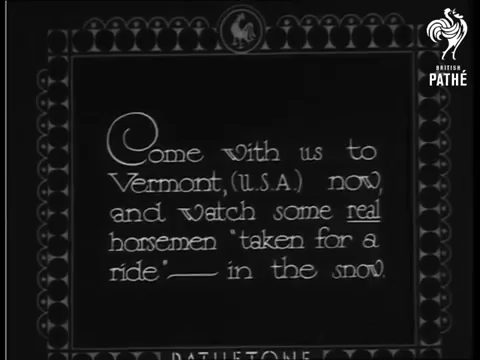 BRITISH
PATHÉ
Come with us to
Vermont, (U.S.A.) now,
and watch some real
horsemen "taken for a
ride" — in the snow.
PATHETONE